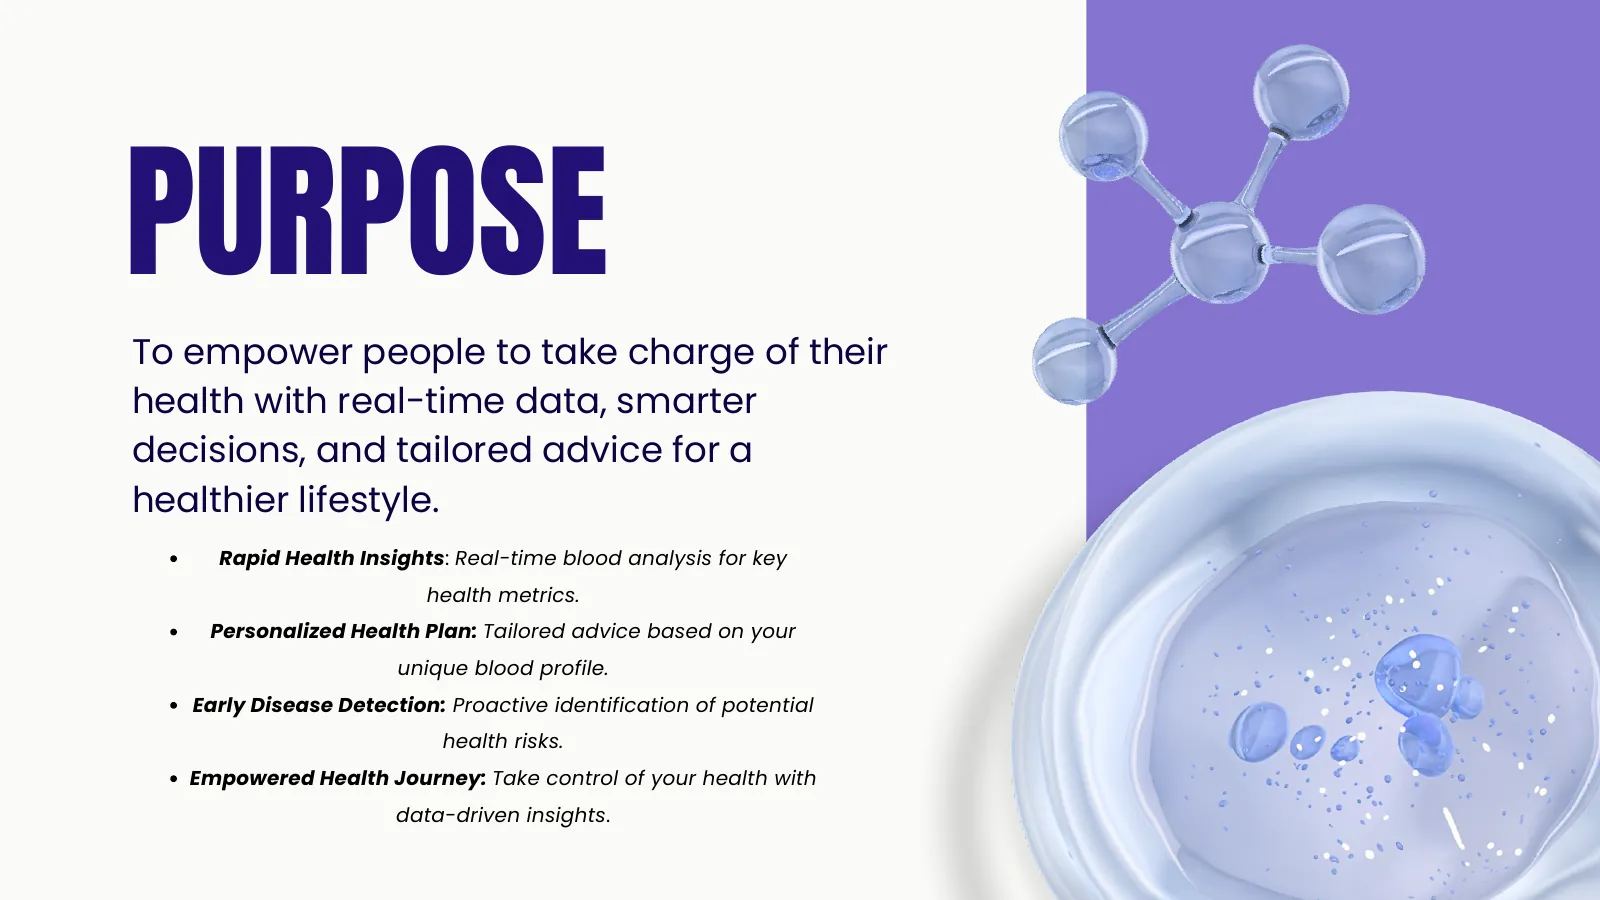 PURPOSE
To empower people to take charge of their
health with real-time data, smarter
decisions, and tailored advice for a
healthier lifestyle.
• Rapid Health Insights: Real-time blood analysis for key
health metrics.
• Personalized Health Plan: Tailored advice based on your
unique blood profile.
• Early Disease Detection: Proactive identification of potential
health risks.
• Empowered Health Journey: Take control of your health with
data-driven insights.